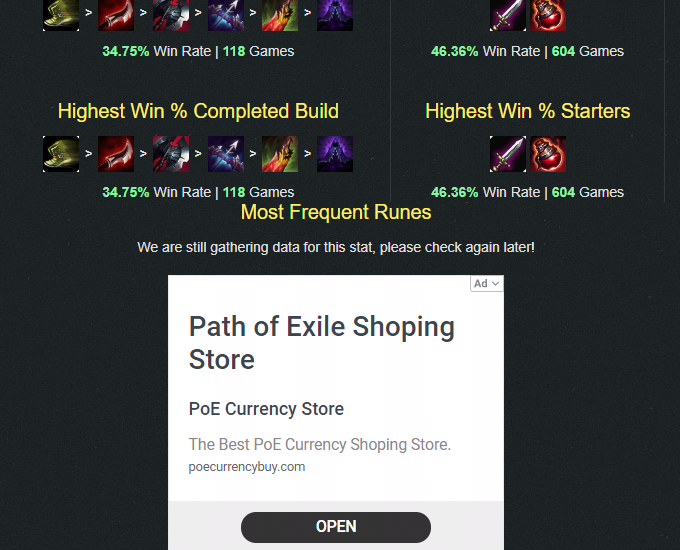 > > > > >
34.75% Win Rate | 118 Games
46.36% Win Rate | 604 Games
Highest Win % Completed Build
Highest Win % Starters
> > > > >
34.75% Win Rate | 118 Games
46.36% Win Rate | 604 Games
Most Frequent Runes
We are still gathering data for this stat, please check again later!
Ad
Path of Exile Shoping
Store
PoE Currency Store
The Best PoE Currency Shoping Store.
poecurrencybuy.com
OPEN